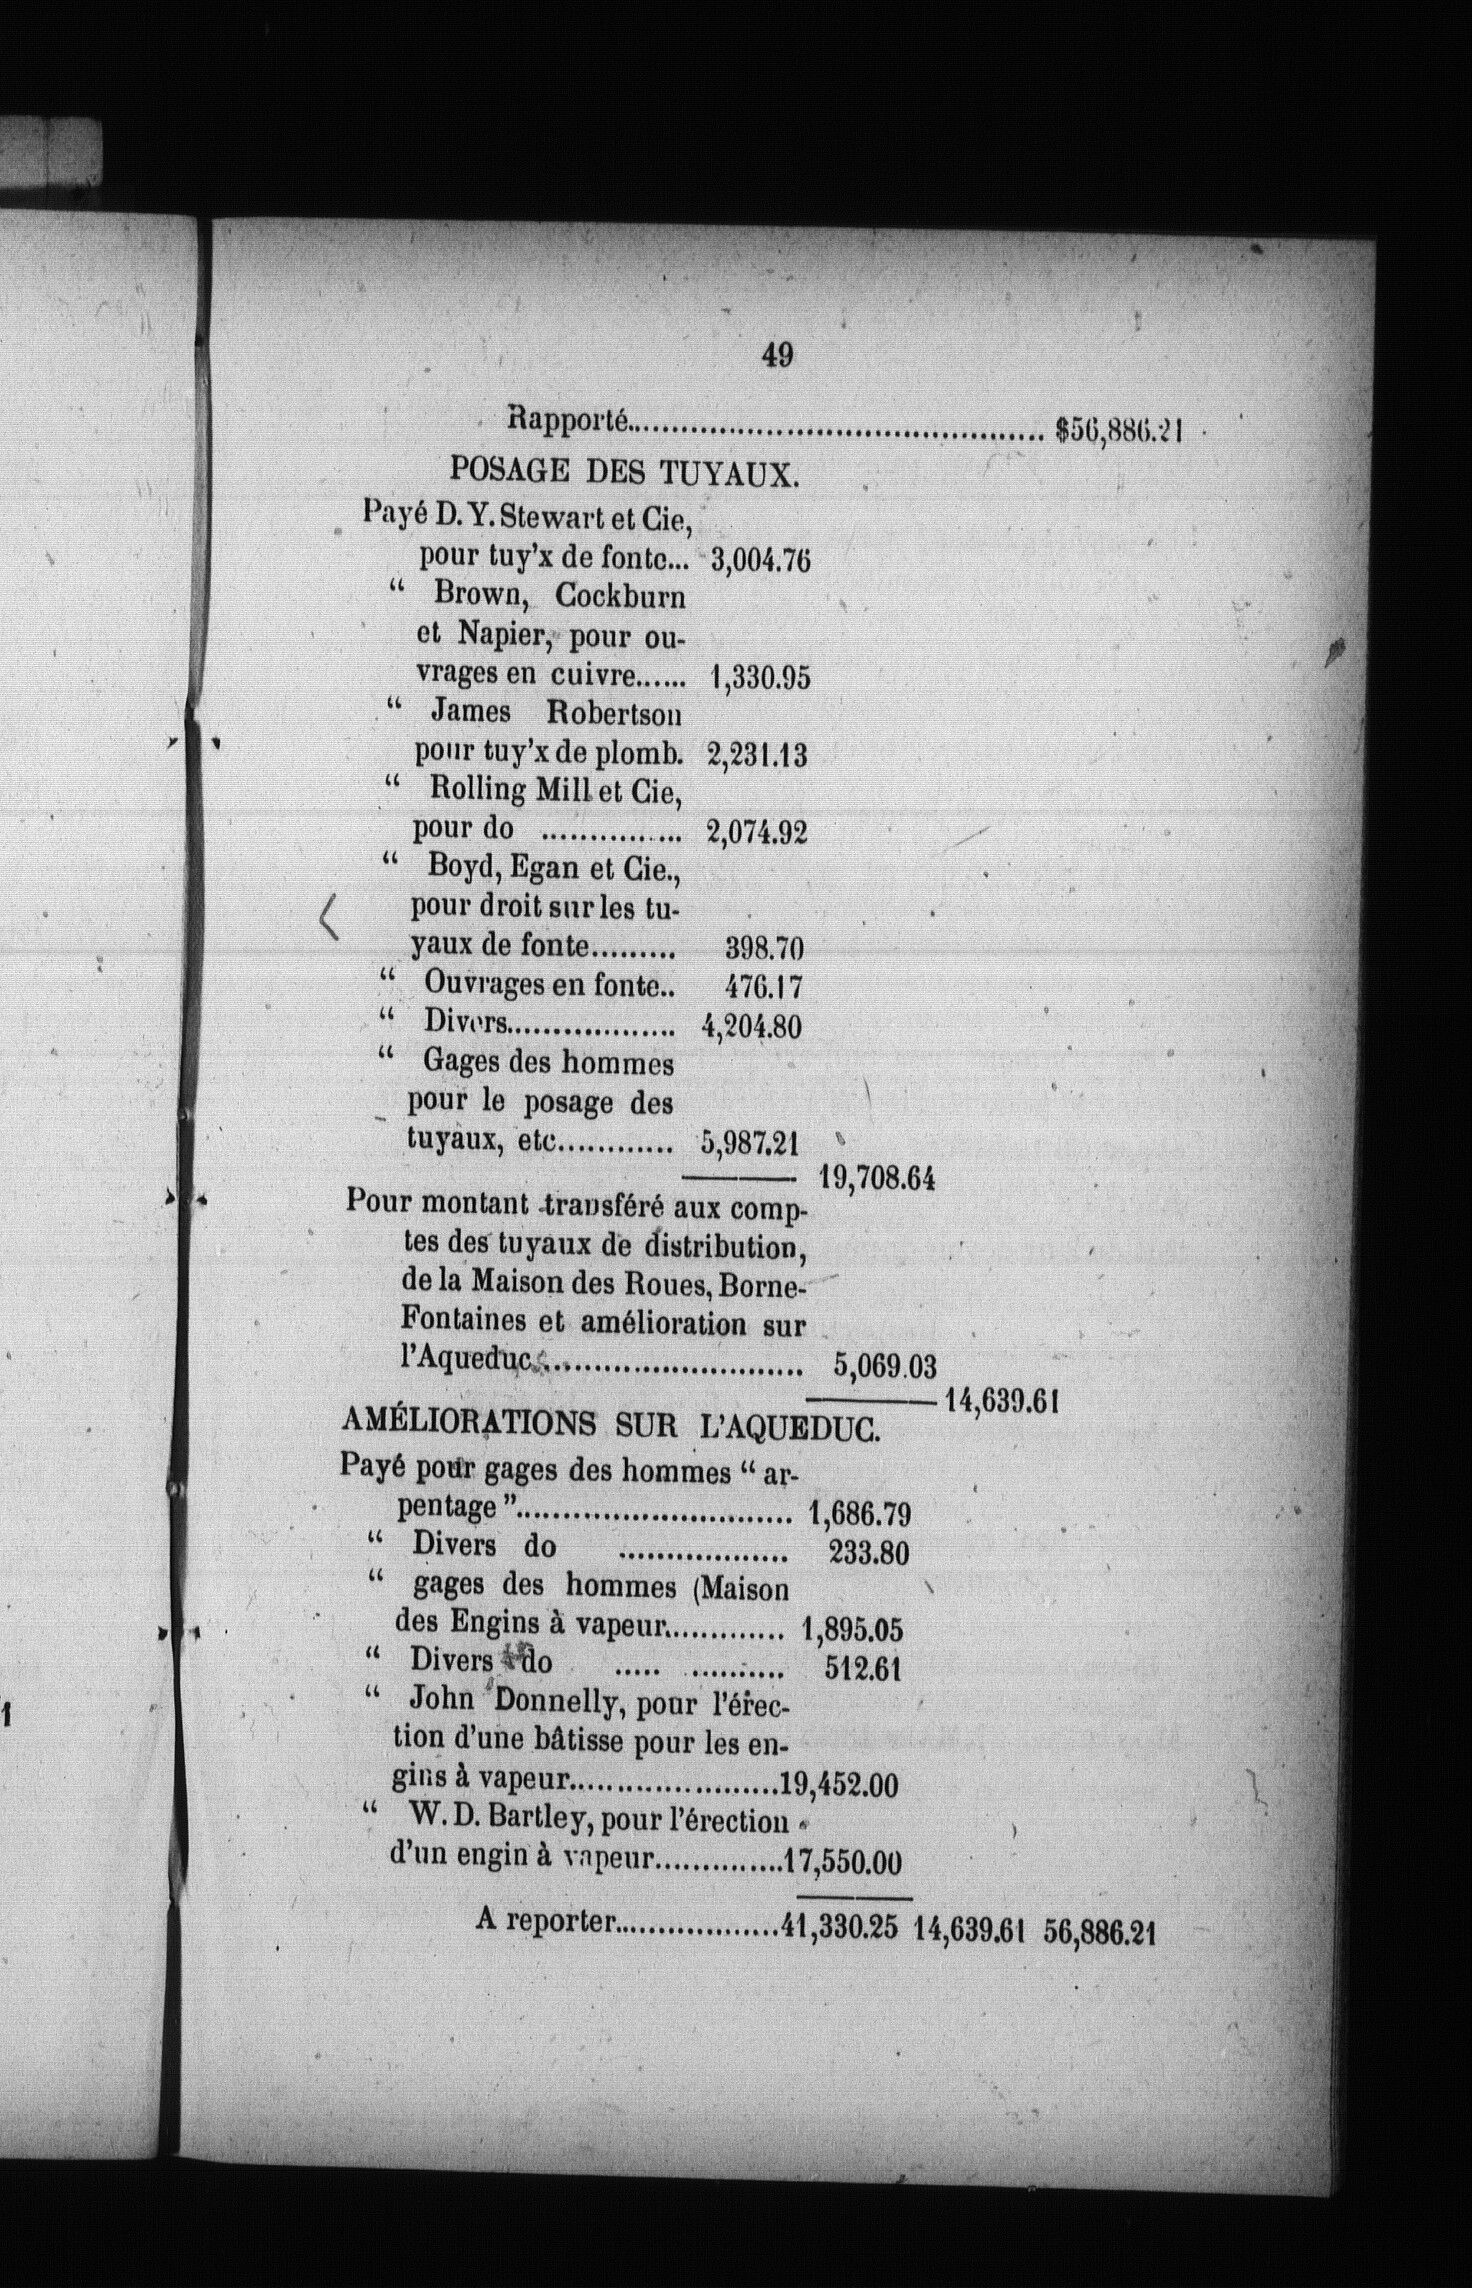 49
Rapporté.......................................... $56,886.21
POSAGE DES TUYAUX.
Payé D. Y. Stewart et Cie,
pour tuy'x de fonte... 3,004.76
“ Brown, Cockburn
et Napier, pour ou-
vrages en cuivre...... 1,330.95
“ James Robertson
pour tuy'x de plomb. 2,231.13
“ Rolling Mill et Cie,
pour do ............... 2,074.92
“ Boyd, Egan et Cie.,
pour droit sur les tu-
yaux de fonte......... 398.70
“ Ouvrages en fonte.. 476.17
“ Divers.................. 4,204.80
“ Gages des hommes
pour le posage des
tuyaux, etc............ 5,987.21
19,708.64
Pour montant transféré aux comp-
tes des tuyaux de distribution,
de la Maison des Roues, Borne-
Fontaines et amélioration sur
l'Aqueduc............................ 5,069.03
14,639.61
AMÉLIORATIONS SUR L'AQUEDUC.
Payé pour gages des hommes “ ar-
pentage ”............................. 1,686.79
“ Divers do .................. 233.80
“ gages des hommes (Maison
des Engins à vapeur............. 1,895.05
“ Divers do ..... .......... 512.61
“ John Donnelly, pour l'érec-
tion d'une bâtisse pour les en-
gins à vapeur......................19,452.00
“ W. D. Bartley, pour l'érection
d'un engin à vapeur..............17,550.00
A reporter..................41,330.25 14,639.61 56,886.21
1